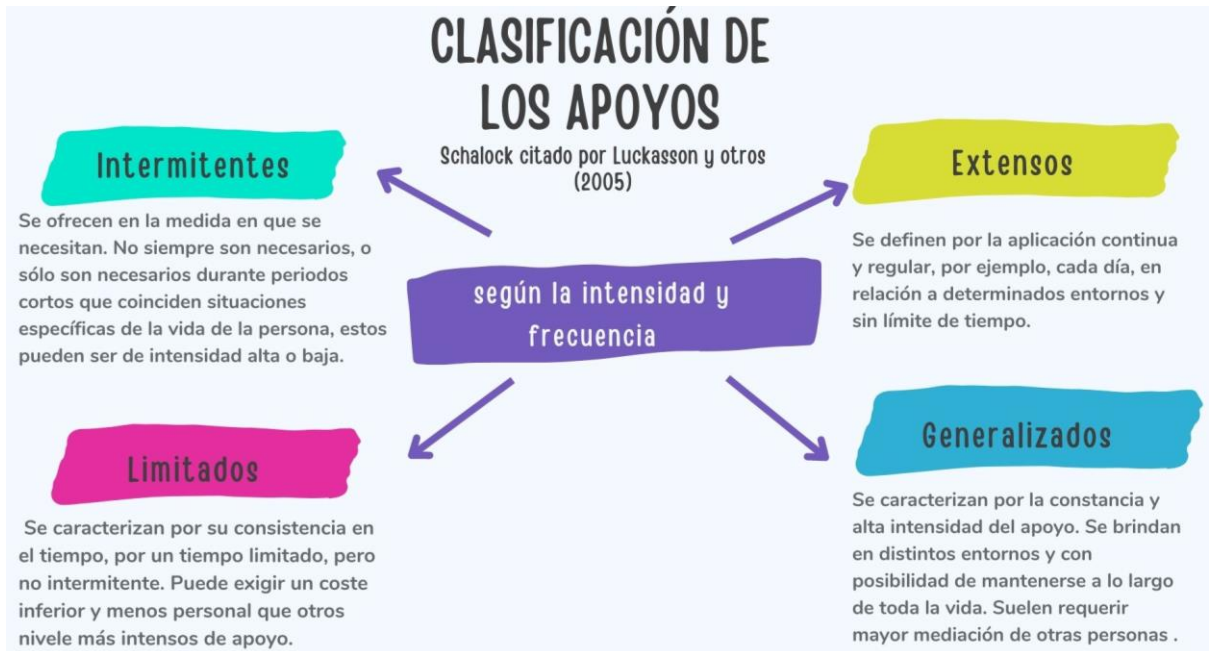 CLASIFICACIÓN DE
LOS APOYOS
Schalock citado por Luckasson y otros
(2005)
Intermitentes
Se ofrecen en la medida en que se
necesitan. No siempre son necesarios, o
sólo son necesarios durante periodos
cortos que coinciden situaciones
específicas de la vida de la persona, estos
pueden ser de intensidad alta o baja.
Extensos
Se definen por la aplicación continua
y regular, por ejemplo, cada día, en
relación a determinados entornos y
sin límite de tiempo.
según la intensidad y
frecuencia
Limitados
Se caracterizan por su consistencia en
el tiempo, por un tiempo limitado, pero
no intermitente. Puede exigir un coste
inferior y menos personal que otros
nivele más intensos de apoyo.
Generalizados
Se caracterizan por la constancia y
alta intensidad del apoyo. Se brindan
en distintos entornos y con
posibilidad de mantenerse a lo largo
de toda la vida. Suelen requerir
mayor mediación de otras personas .